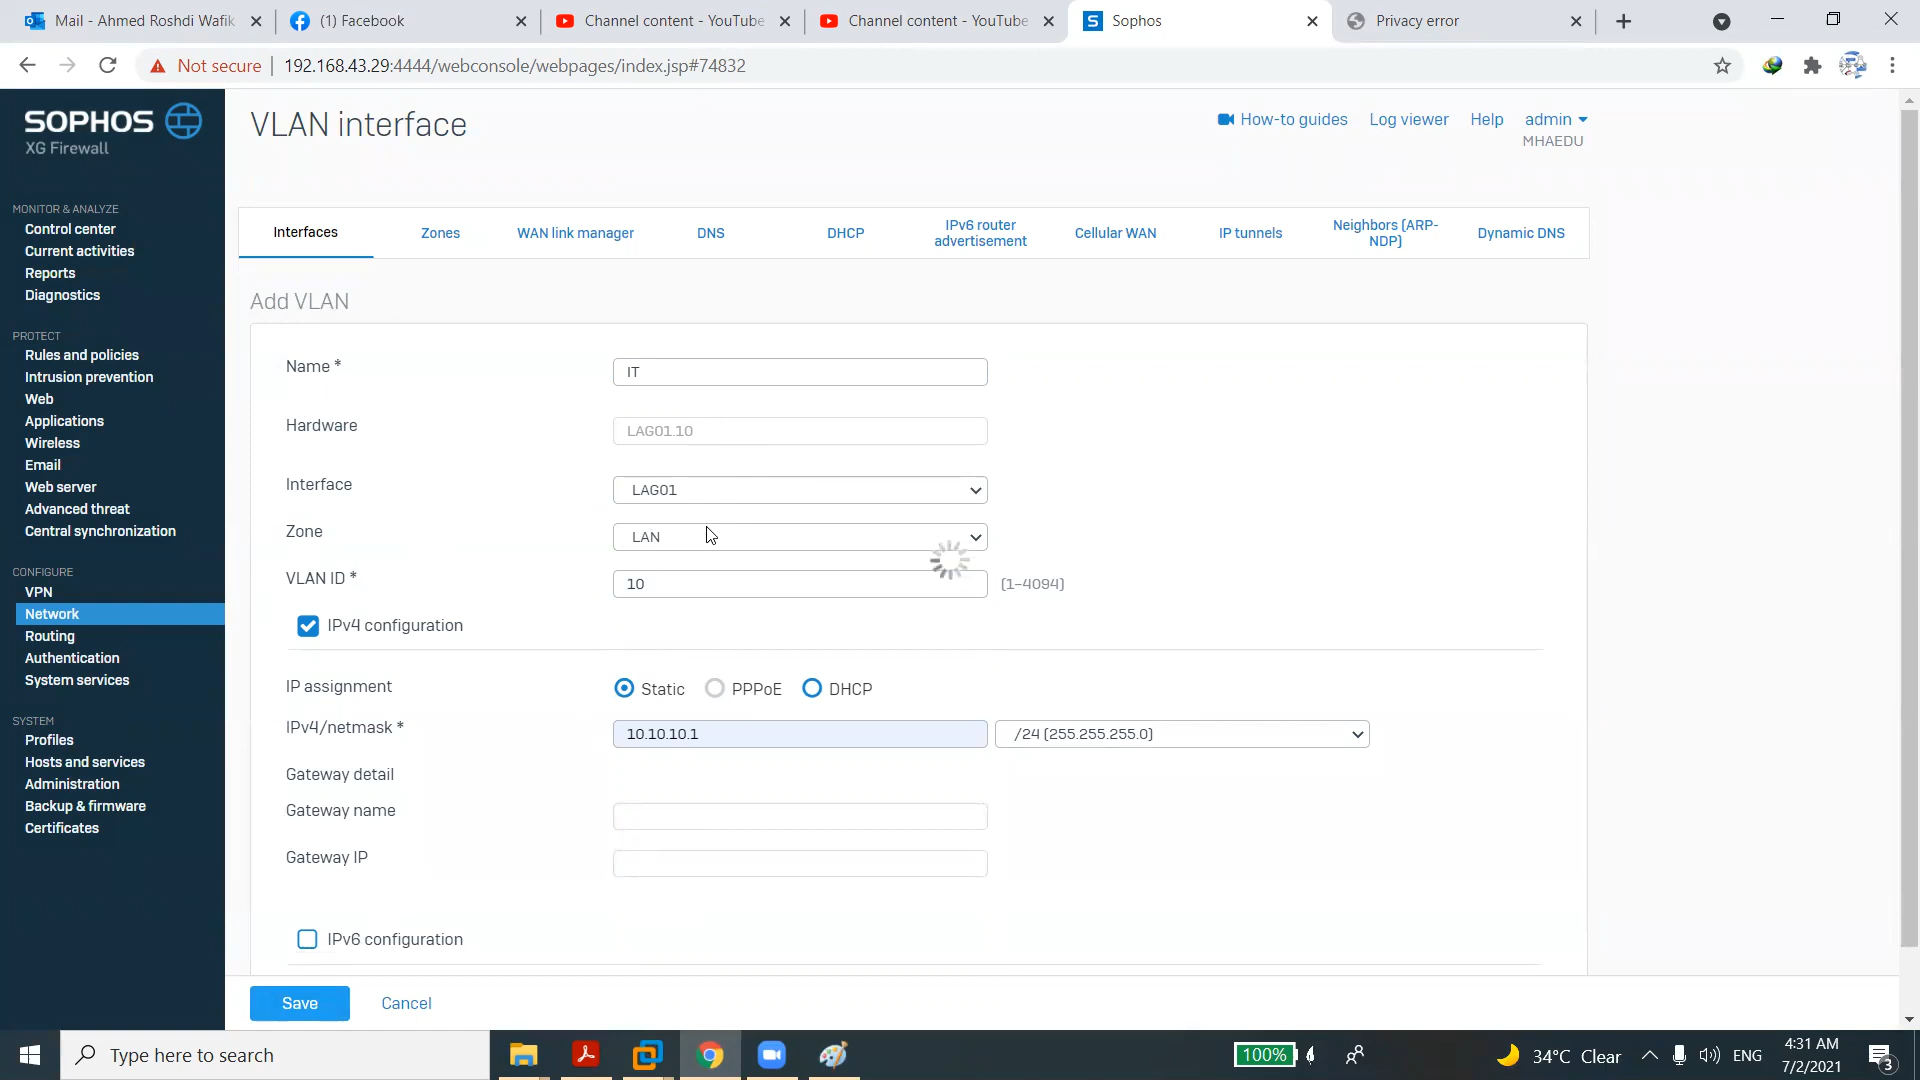 Mail - Ahmed Roshdi Wafik
(1) Facebook
Channel content - YouTube
Channel content - YouTube
Sophos
Privacy error
Not secure
192.168.43.29:4444/webconsole/webpages/index.jsp#74832
SOPHOS
XG Firewall
MONITOR & ANALYZE
Control center
Current activities
Reports
Diagnostics
PROTECT
Rules and policies
Intrusion prevention
Web
Applications
Wireless
Email
Web server
Advanced threat
Central synchronization
CONFIGURE
VPN
Network
Routing
Authentication
System services
SYSTEM
Profiles
Hosts and services
Administration
Backup & firmware
Certificates
VLAN interface
How-to guides
Log viewer
Help
admin
MHAEDU
Interfaces
Zones
WAN link manager
DNS
DHCP
IPv6 router
advertisement
Cellular WAN
IP tunnels
Neighbors (ARP-
NDP)
Dynamic DNS
Add VLAN
Name *
IT
Hardware
LAG01.10
Interface
LAG01
Zone
LAN
VLAN ID *
10
(1-4094)
IPv4 configuration
IP assignment
Static
PPPoE
DHCP
IPv4/netmask *
10.10.10.1
/24 (255.255.255.0)
Gateway detail
Gateway name
Gateway IP
IPv6 configuration
Save
Cancel
Type here to search
100%
34°C Clear
ENG
4:31 AM
7/2/2021
3